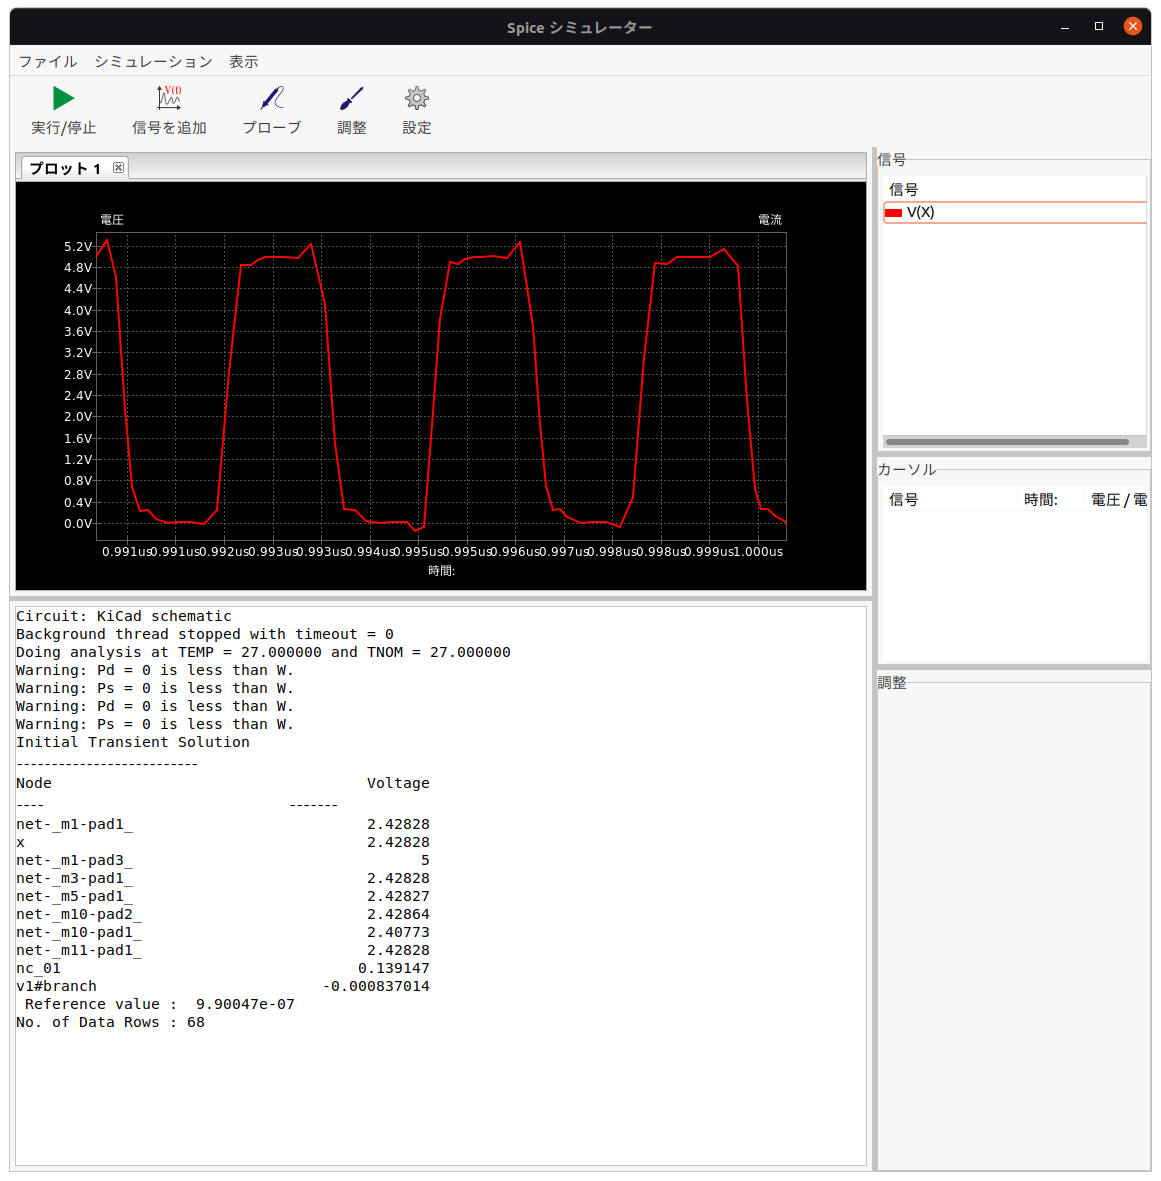 Spice シミュレーター
ファイル シミュレーション 表示
実行/停止 信号を追加 プローブ 調整 設定
V(t)
プロット 1
電圧 電流
5.2V
4.8V
4.4V
4.0V
3.6V
3.2V
2.8V
2.4V
2.0V
1.6V
1.2V
0.8V
0.4V
0.0V
0.991us 0.991us 0.992us 0.993us 0.993us 0.994us 0.995us 0.995us 0.996us 0.997us 0.998us 0.998us 0.999us 1.000us
時間:
信号
信号
V(X)
カーソル
信号 時間: 電圧 / 電
調整
Circuit: KiCad schematic
Background thread stopped with timeout = 0
Doing analysis at TEMP = 27.000000 and TNOM = 27.000000
Warning: Pd = 0 is less than W.
Warning: Ps = 0 is less than W.
Warning: Pd = 0 is less than W.
Warning: Ps = 0 is less than W.
Initial Transient Solution
--------------------------
Node Voltage
---- -------
net-_m1-pad1_ 2.42828
x 2.42828
net-_m1-pad3_ 5
net-_m3-pad1_ 2.42828
net-_m5-pad1_ 2.42827
net-_m10-pad2_ 2.42864
net-_m10-pad1_ 2.40773
net-_m11-pad1_ 2.42828
nc_01 0.139147
v1#branch -0.000837014
Reference value : 9.90047e-07
No. of Data Rows : 68